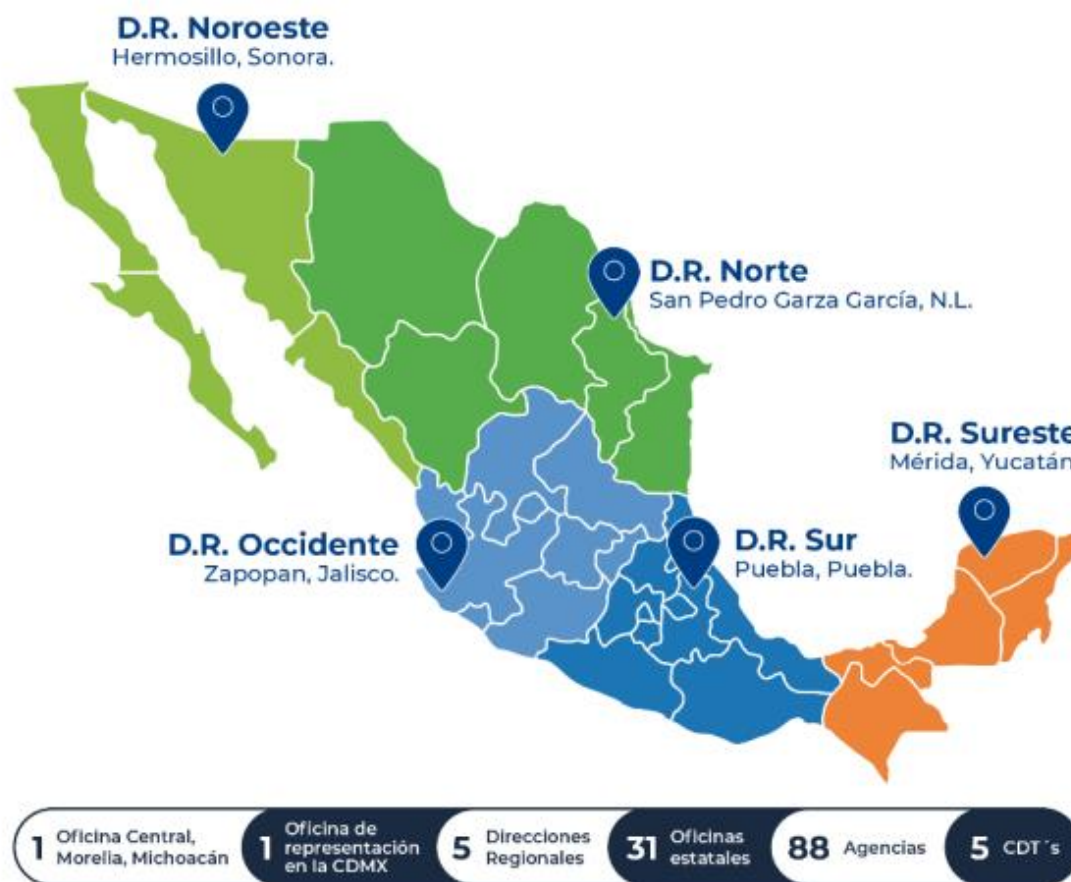 D.R. Noroeste
Hermosillo, Sonora.
D.R. Norte
San Pedro Garza García, N.L.
D.R. Sureste
Mérida, Yucatán
D.R. Occidente
Zapopan, Jalisco.
D.R. Sur
Puebla, Puebla.
1 Oficina Central,
Morelia, Michoacán
1 Oficina de
representación
en la CDMX
5 Direcciones
Regionales
31 Oficinas
estatales
88 Agencias
5 CDT´s